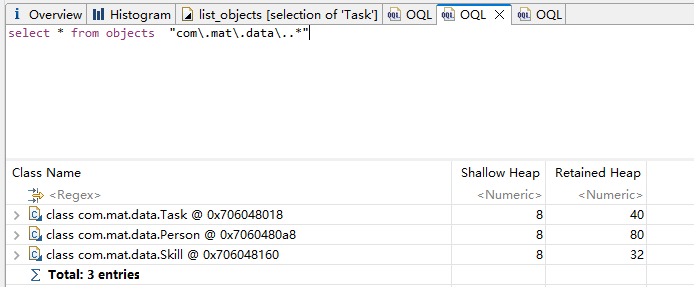 i Overview Histogram list_objects [selection of 'Task'] OQL OQL OQL
select * from objects "com\.mat\.data\..*"
Class Name Shallow Heap Retained Heap
<Regex> <Numeric> <Numeric>
class com.mat.data.Task @ 0x706048018 8 40
class com.mat.data.Person @ 0x7060480a8 8 80
class com.mat.data.Skill @ 0x706048160 8 32
Σ Total: 3 entries